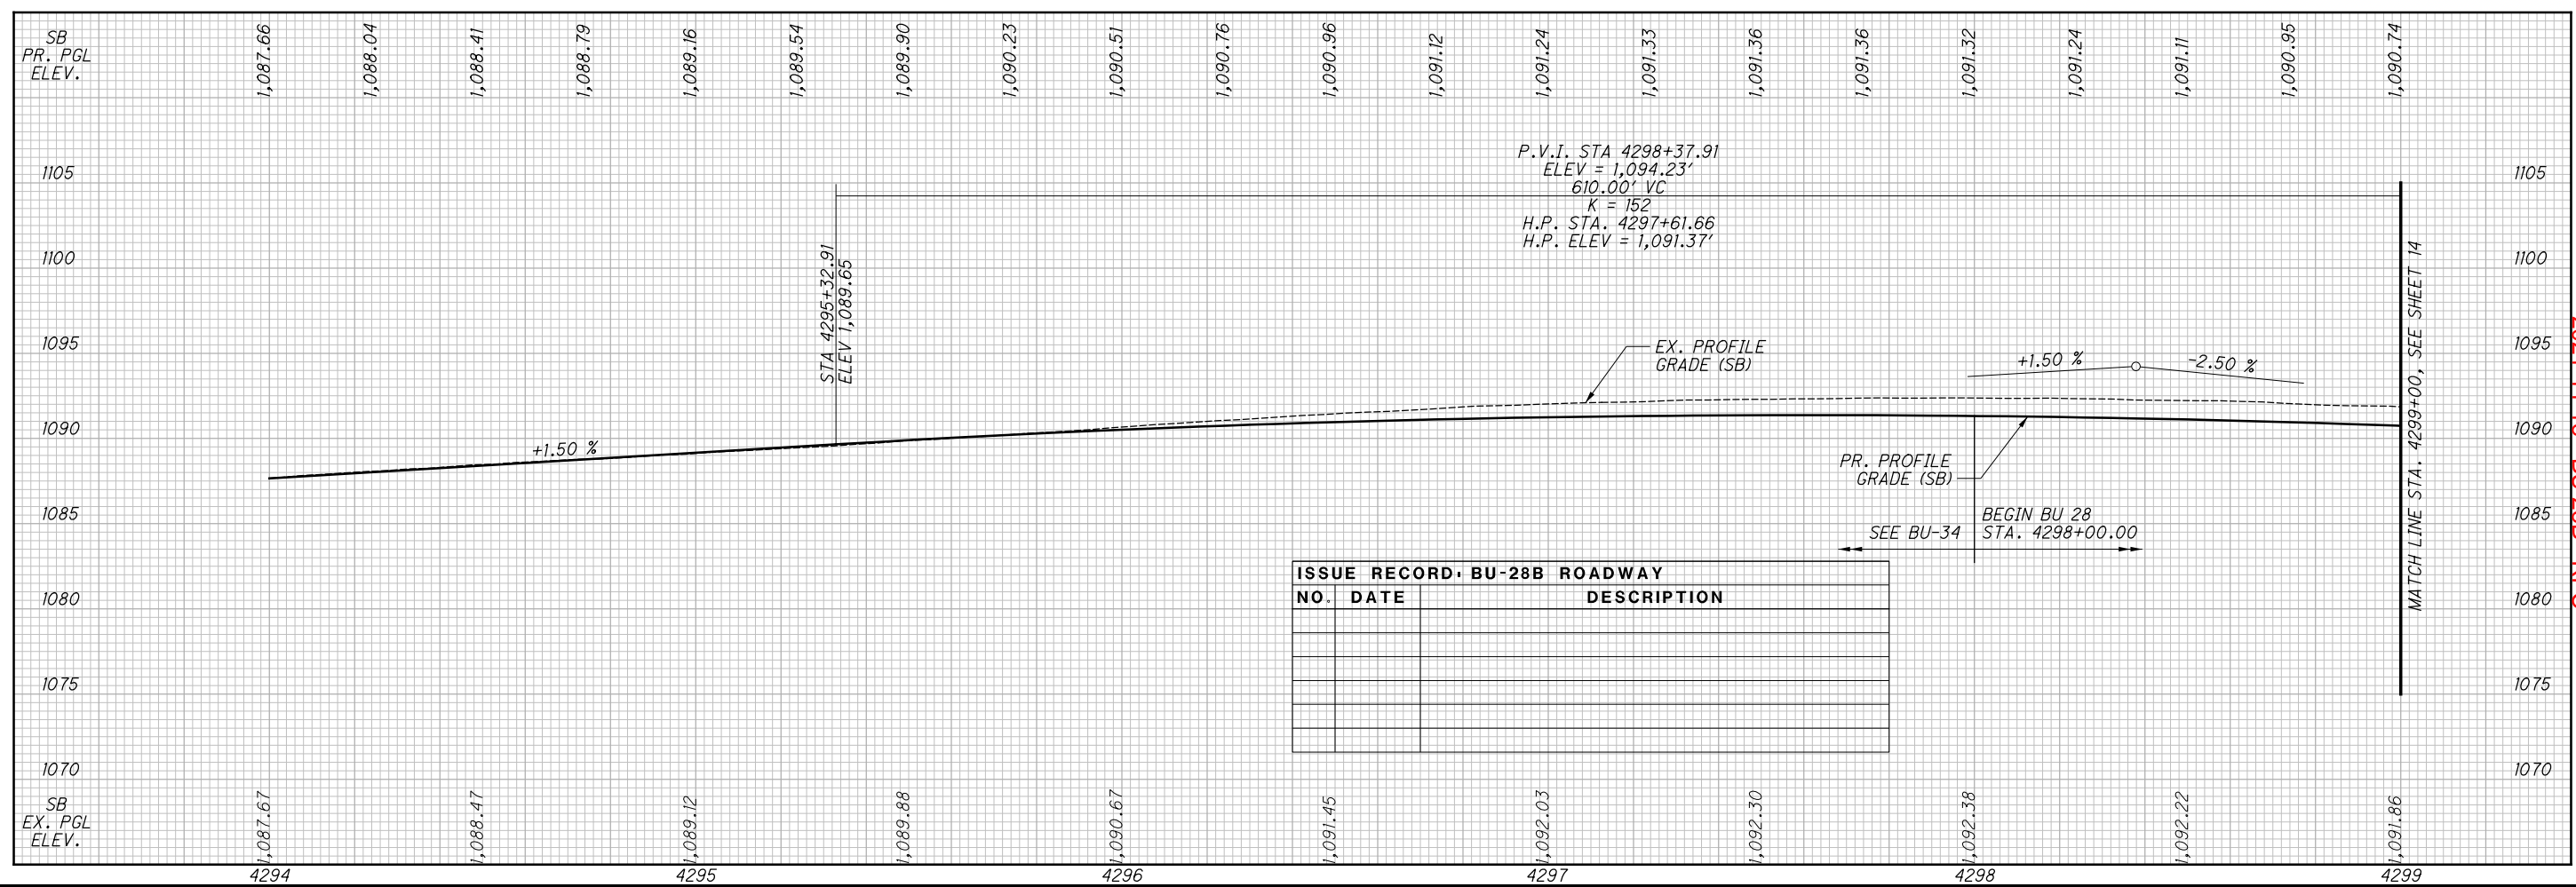 SB
PR. PGL
ELEV.
1,087.66
1,088.04
1,088.41
1,088.79
1,089.16
1,089.54
1,089.90
1,090.23
1,090.51
1,090.76
1,090.96
1,091.12
1,091.24
1,091.33
1,091.36
1,091.36
1,091.32
1,091.24
1,091.11
1,090.95
1,090.74
P.V.I. STA 4298+37.91
ELEV = 1,094.23'
610.00' VC
K = 152
H.P. STA. 4297+61.66
H.P. ELEV = 1,091.37'
1105
1100
1095
1090
1085
1080
1075
1070
STA 4295+32.91
ELEV 1,089.65
+1.50 %
EX. PROFILE
GRADE (SB)
+1.50 %
-2.50 %
PR. PROFILE
GRADE (SB)
SEE BU-34
BEGIN BU 28
STA. 4298+00.00
MATCH LINE STA. 4299+00, SEE SHEET 14
1105
1100
1095
1090
1085
1080
1075
1070
ISSUE RECORD: BU-28B ROADWAY
NO. DATE DESCRIPTION
SB
EX. PGL
ELEV.
1,087.67
1,088.47
1,089.12
1,089.88
1,090.67
1,091.45
1,092.03
1,092.30
1,092.38
1,092.22
1,091.86
4294
4295
4296
4297
4298
4299